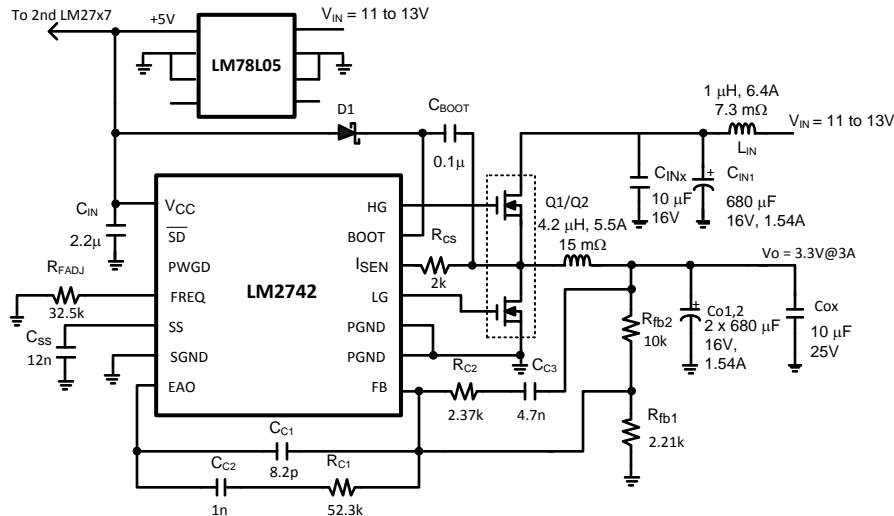 To 2nd LM27x7
+5V
LM78L05
V_IN = 11 to 13V
D1
C_BOOT
0.1µ
1 µH, 6.4A
7.3 mΩ
L_IN
V_IN = 11 to 13V
C_INx
10 µF
16V
C_IN1
+
680 µF
16V, 1.54A
C_IN
2.2µ
V_CC
SD
PWGD
FREQ
SS
SGND
EAO
LM2742
HG
BOOT
I_SEN
LG
PGND
PGND
FB
R_FADJ
32.5k
C_SS
12n
R_CS
2k
Q1/Q2
4.2 µH, 5.5A
15 mΩ
Vo = 3.3V@3A
+
Co1,2
2 x 680 µF
16V,
1.54A
Cox
10 µF
25V
R_fb2
10k
R_C2
2.37k
C_C3
4.7n
R_fb1
2.21k
C_C1
8.2p
C_C2
1n
R_C1
52.3k